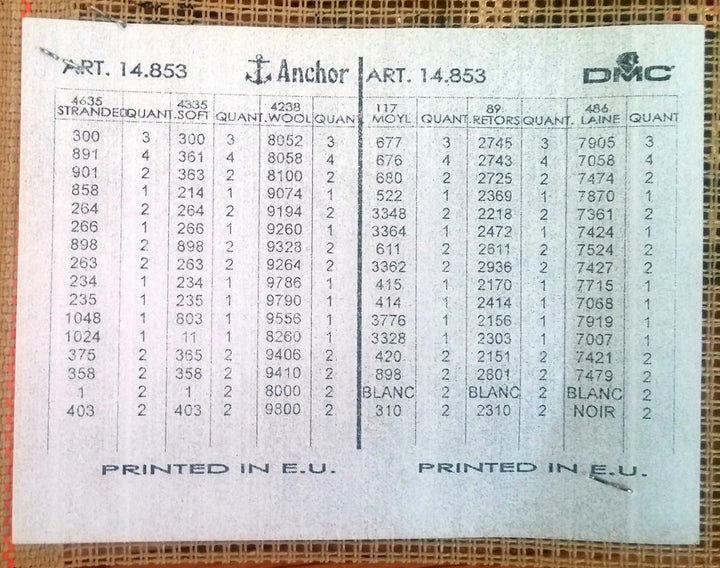 ART. 14.853 Anchor ART. 14.853 DMC
4635 4335 4238 117 89 486
STRANDED QUANT. SOFT QUANT. WOOL QUANT MOYL QUANT. RETORS QUANT. LAINE QUANT
300 3 300 3 8052 3 677 3 2745 3 7905 3
891 4 361 4 8058 4 676 4 2743 4 7058 4
901 2 363 2 8100 2 680 2 2725 2 7474 2
858 1 214 1 9074 1 522 1 2369 1 7870 1
264 2 264 2 9194 2 3348 2 2218 2 7361 2
266 1 266 1 9260 1 3364 1 2472 1 7424 1
898 2 898 2 9328 2 611 2 2611 2 7524 2
263 2 263 2 9264 2 3362 2 2936 2 7427 2
234 1 234 1 9786 1 415 1 2170 1 7715 1
235 1 235 1 9790 1 414 1 2414 1 7068 1
1048 1 803 1 9556 1 3776 1 2156 1 7919 1
1024 1 11 1 8260 1 3328 1 2303 1 7007 1
375 2 365 2 9406 2 420 2 2151 2 7421 2
358 2 358 2 9410 2 898 2 2801 2 7479 2
1 2 1 2 8000 2 BLANC 2 BLANC 2 BLANC 2
403 2 403 2 9800 2 310 2 2310 2 NOIR 2
PRINTED IN E.U. PRINTED IN E.U.